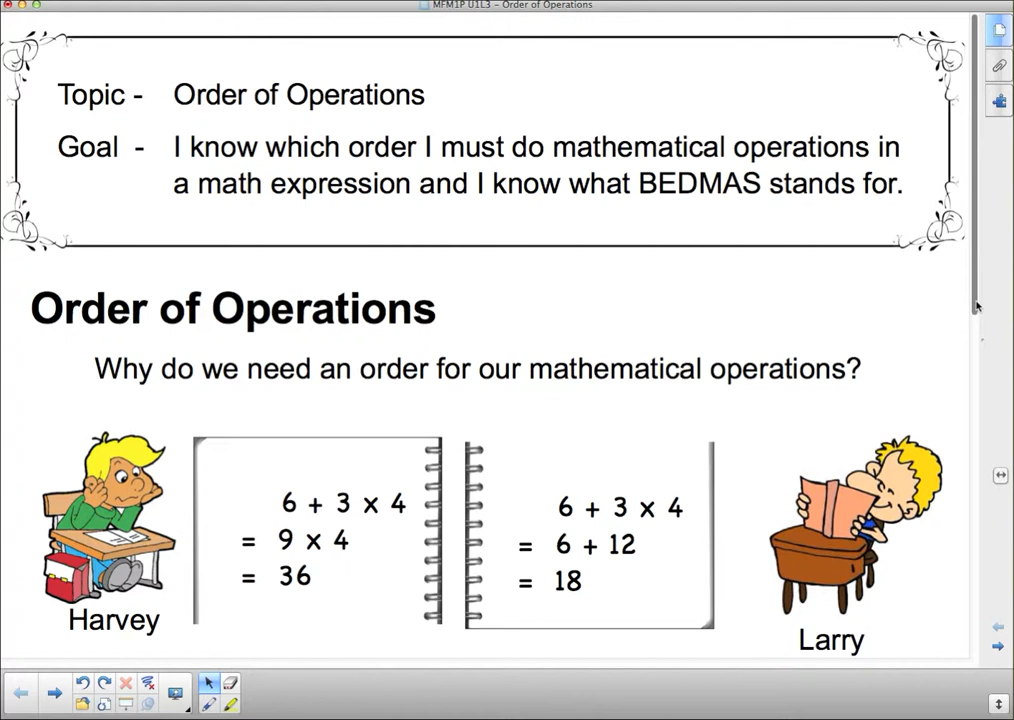 MFM1P U1L3 – Order of Operations
Topic - Order of Operations
Goal - I know which order I must do mathematical operations in
a math expression and I know what BEDMAS stands for.
Order of Operations
Why do we need an order for our mathematical operations?
6 + 3 x 4
= 9 x 4
= 36
Harvey
6 + 3 x 4
= 6 + 12
= 18
Larry